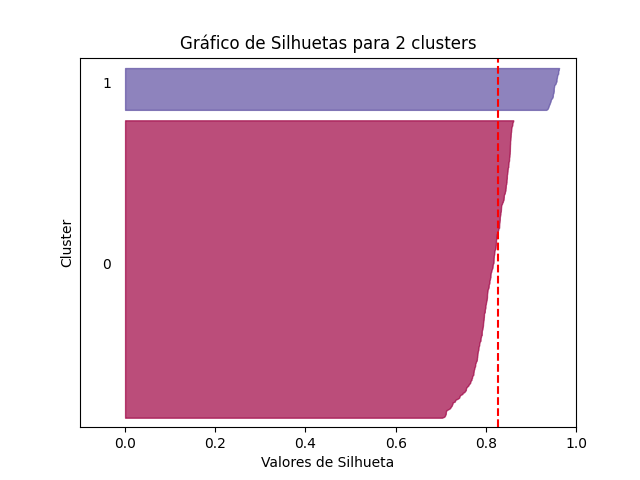 Gráfico de Silhuetas para 2 clusters
1
0
Cluster
0.0 0.2 0.4 0.6 0.8 1.0
Valores de Silhueta